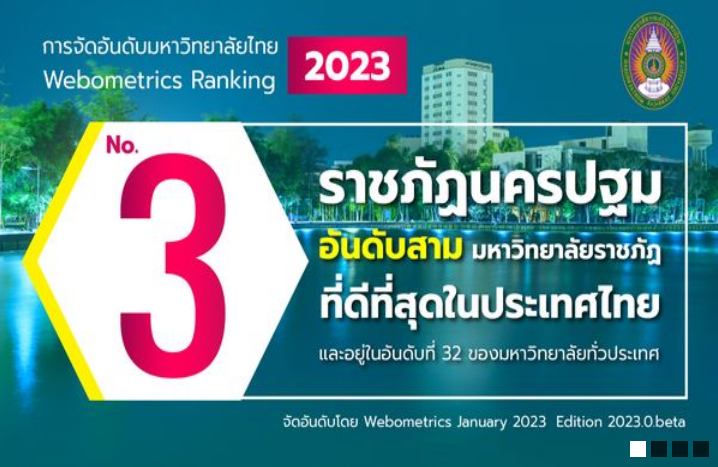 การจัดอันดับมหาวิทยาลัยไทย
Webometrics Ranking 2023
No.
3
ราชภัฏนครปฐม
อันดับสาม มหาวิทยาลัยราชภัฏ
ที่ดีที่สุดในประเทศไทย
และอยู่ในอันดับที่ 32 ของมหาวิทยาลัยทั่วประเทศ
จัดอันดับโดย Webometrics January 2023 Edition 2023.0.beta